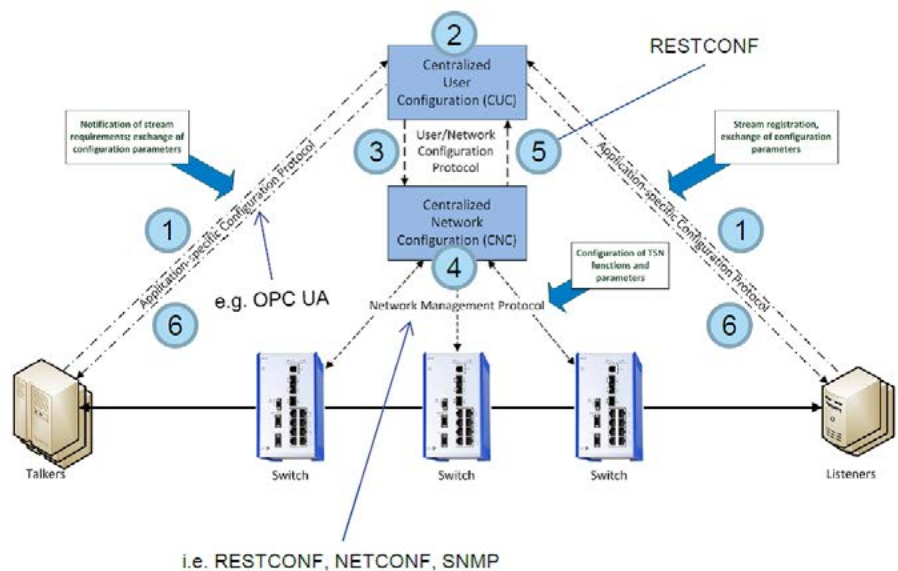 2
RESTCONF
Centralized
User
Configuration (CUC)
Notification of stream
requirements; exchange of
configuration parameters
Stream registration,
exchange of configuration
parameters
3
User/Network
Configuration
Protocol
5
Application-specific Configuration Protocol
Application-specific Configuration Protocol
1
1
Centralized
Network
Configuration (CNC)
4
Configuration of TSN
functions and
parameters
e.g. OPC UA
Network Management Protocol
6
6
Talkers
Switch
Switch
Switch
Listeners
i.e. RESTCONF, NETCONF, SNMP